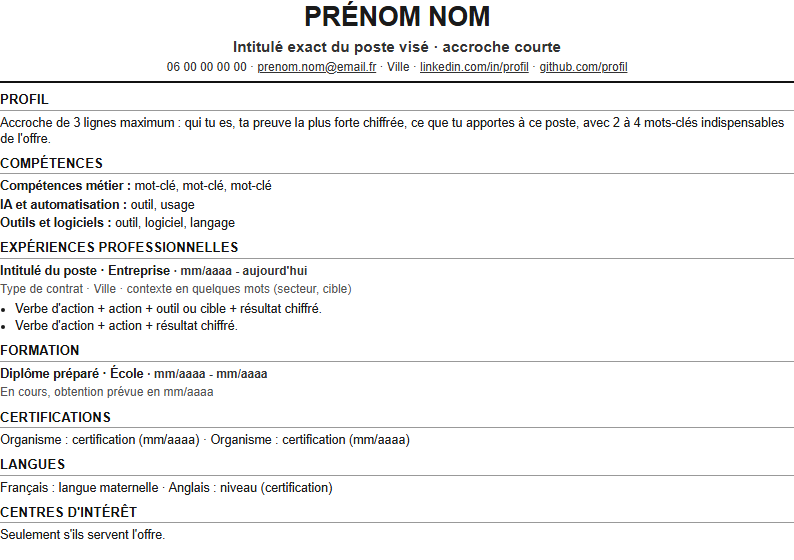 PRÉNOM NOM
Intitulé exact du poste visé · accroche courte
06 00 00 00 00 · prenom.nom@email.fr · Ville · linkedin.com/in/profil · github.com/profil
PROFIL
Accroche de 3 lignes maximum : qui tu es, ta preuve la plus forte chiffrée, ce que tu apportes à ce poste, avec 2 à 4 mots-clés indispensables
de l'offre.
COMPÉTENCES
Compétences métier : mot-clé, mot-clé, mot-clé
IA et automatisation : outil, usage
Outils et logiciels : outil, logiciel, langage
EXPÉRIENCES PROFESSIONNELLES
Intitulé du poste · Entreprise · mm/aaaa - aujourd'hui
Type de contrat · Ville · contexte en quelques mots (secteur, cible)
• Verbe d'action + action + outil ou cible + résultat chiffré.
• Verbe d'action + action + résultat chiffré.
FORMATION
Diplôme préparé · École · mm/aaaa - mm/aaaa
En cours, obtention prévue en mm/aaaa
CERTIFICATIONS
Organisme : certification (mm/aaaa) · Organisme : certification (mm/aaaa)
LANGUES
Français : langue maternelle · Anglais : niveau (certification)
CENTRES D'INTÉRÊT
Seulement s'ils servent l'offre.